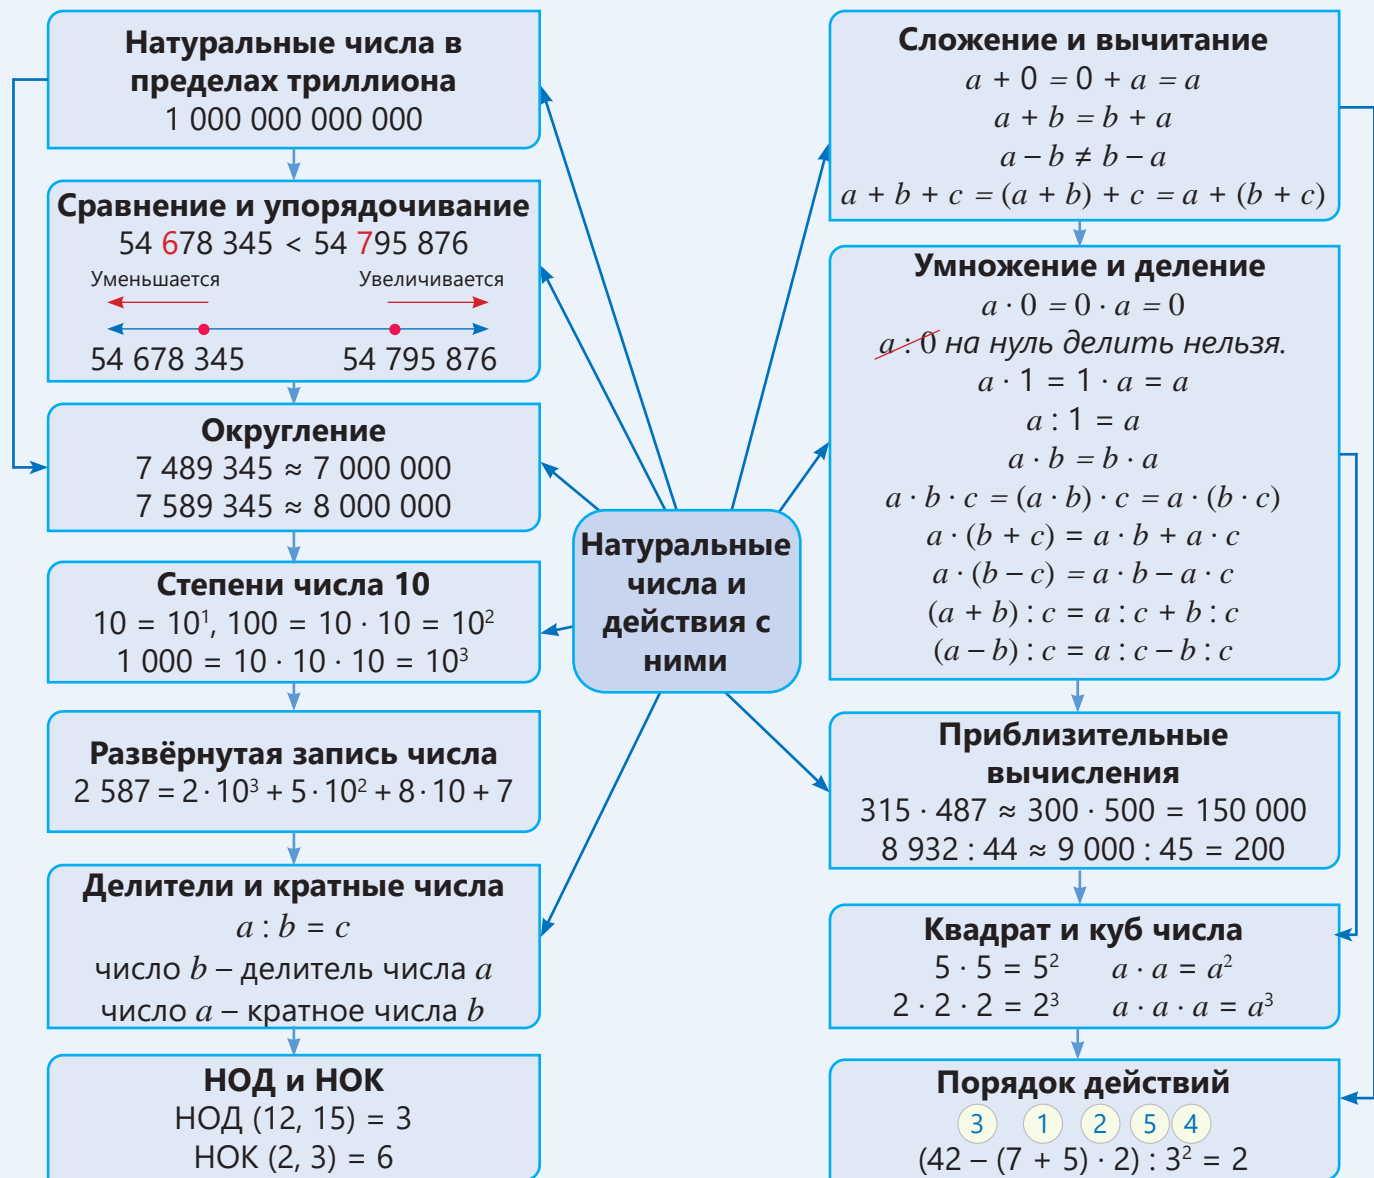 Натуральные числа в
пределах триллиона
1 000 000 000 000
Сравнение и упорядочивание
54 678 345 < 54 795 876
Уменьшается Увеличивается
54 678 345 54 795 876
Округление
7 489 345 ≈ 7 000 000
7 589 345 ≈ 8 000 000
Степени числа 10
10 = 10¹, 100 = 10 · 10 = 10²
1 000 = 10 · 10 · 10 = 10³
Развёрнутая запись числа
2 587 = 2 · 10³ + 5 · 10² + 8 · 10 + 7
Делители и кратные числа
a : b = c
число b – делитель числа a
число a – кратное числа b
НОД и НОК
НОД (12, 15) = 3
НОК (2, 3) = 6
Натуральные
числа и
действия с
ними
Сложение и вычитание
a + 0 = 0 + a = a
a + b = b + a
a – b ≠ b – a
a + b + c = (a + b) + c = a + (b + c)
Умножение и деление
a · 0 = 0 · a = 0
a : 0 на нуль делить нельзя.
a · 1 = 1 · a = a
a : 1 = a
a · b = b · a
a · b · c = (a · b) · c = a · (b · c)
a · (b + c) = a · b + a · c
a · (b – c) = a · b – a · c
(a + b) : c = a : c + b : c
(a – b) : c = a : c – b : c
Приблизительные
вычисления
315 · 487 ≈ 300 · 500 = 150 000
8 932 : 44 ≈ 9 000 : 45 = 200
Квадрат и куб числа
5 · 5 = 5² a · a = a²
2 · 2 · 2 = 2³ a · a · a = a³
Порядок действий
3 1 2 5 4
(42 – (7 + 5) · 2) : 3² = 2